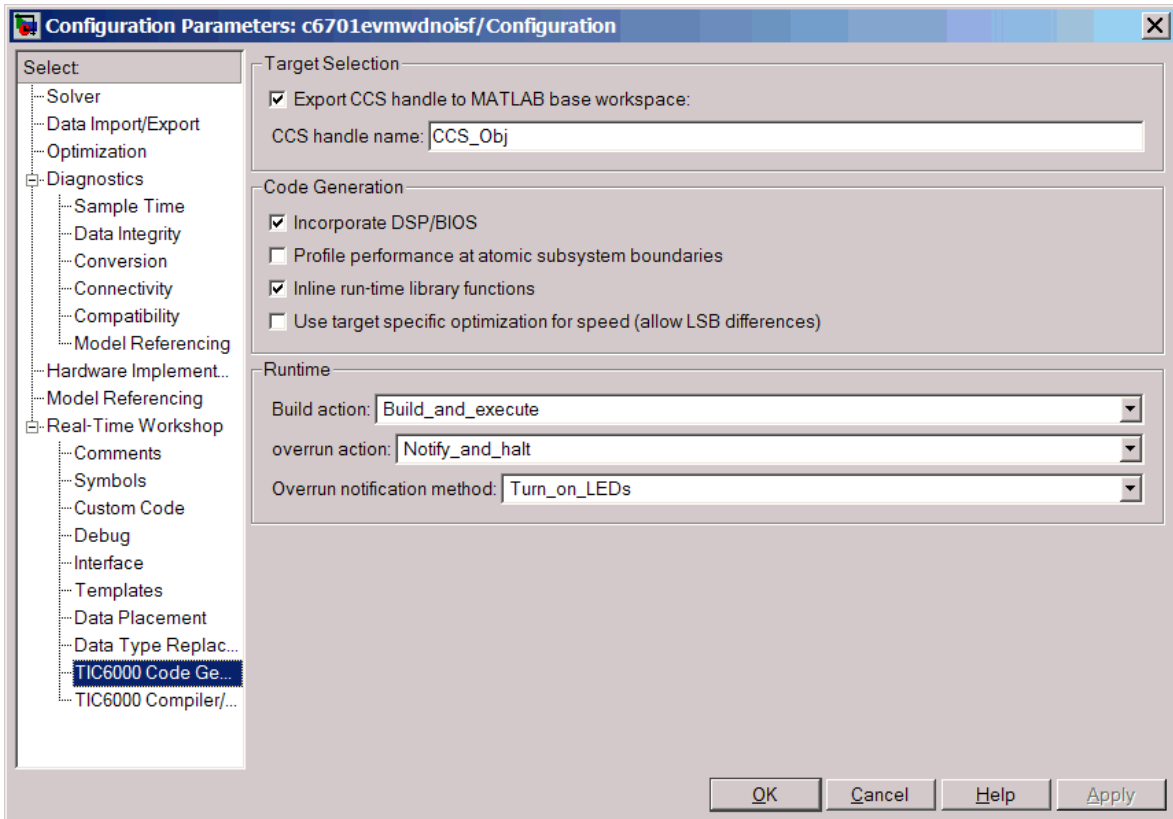 Configuration Parameters: c6701evmwdnoisf/Configuration
Select:
Solver
Data Import/Export
Optimization
Diagnostics
Sample Time
Data Integrity
Conversion
Connectivity
Compatibility
Model Referencing
Hardware Implement...
Model Referencing
Real-Time Workshop
Comments
Symbols
Custom Code
Debug
Interface
Templates
Data Placement
Data Type Replac...
TIC6000 Code Ge...
TIC6000 Compiler/...
Target Selection
Export CCS handle to MATLAB base workspace:
CCS handle name: CCS_Obj
Code Generation
Incorporate DSP/BIOS
Profile performance at atomic subsystem boundaries
Inline run-time library functions
Use target specific optimization for speed (allow LSB differences)
Runtime
Build action: Build_and_execute
overrun action: Notify_and_halt
Overrun notification method: Turn_on_LEDs
OK Cancel Help Apply